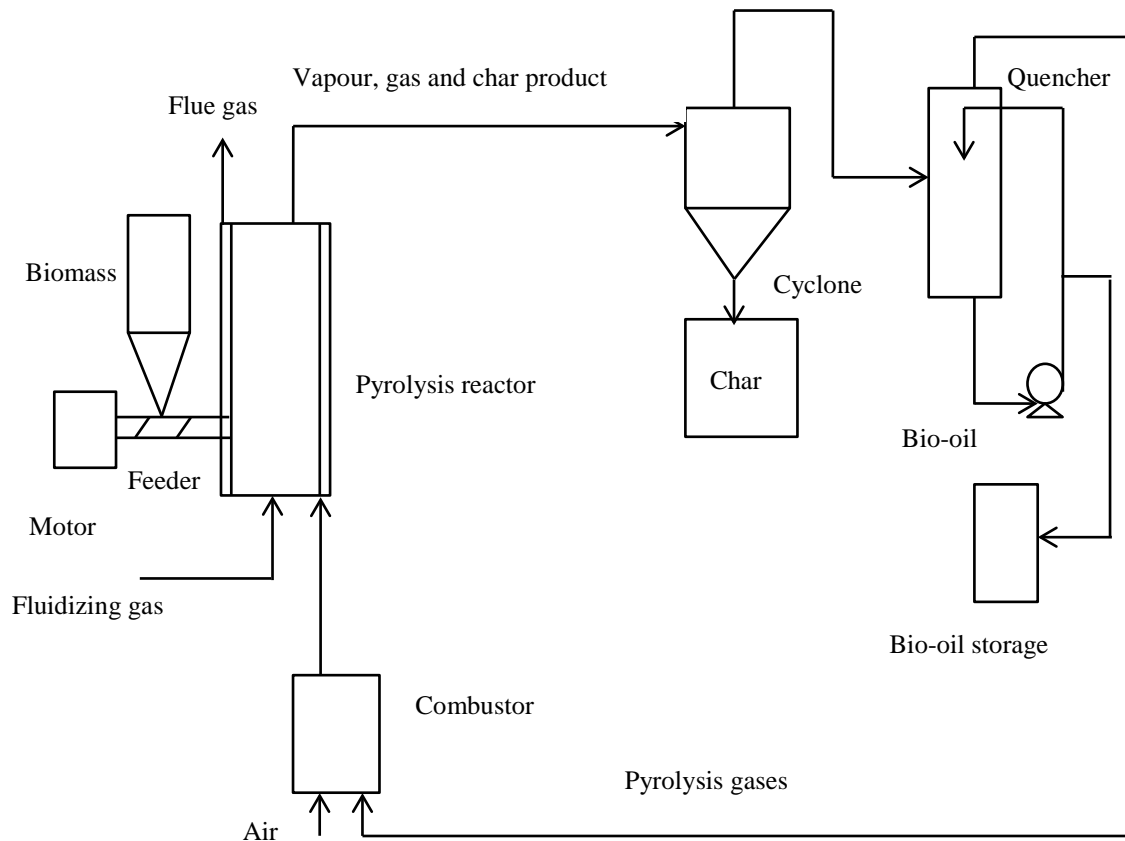 Vapour, gas and char product
Quencher
Flue gas
Biomass
Cyclone
Pyrolysis reactor
Char
Bio-oil
Feeder
Motor
Fluidizing gas
Bio-oil storage
Combustor
Pyrolysis gases
Air